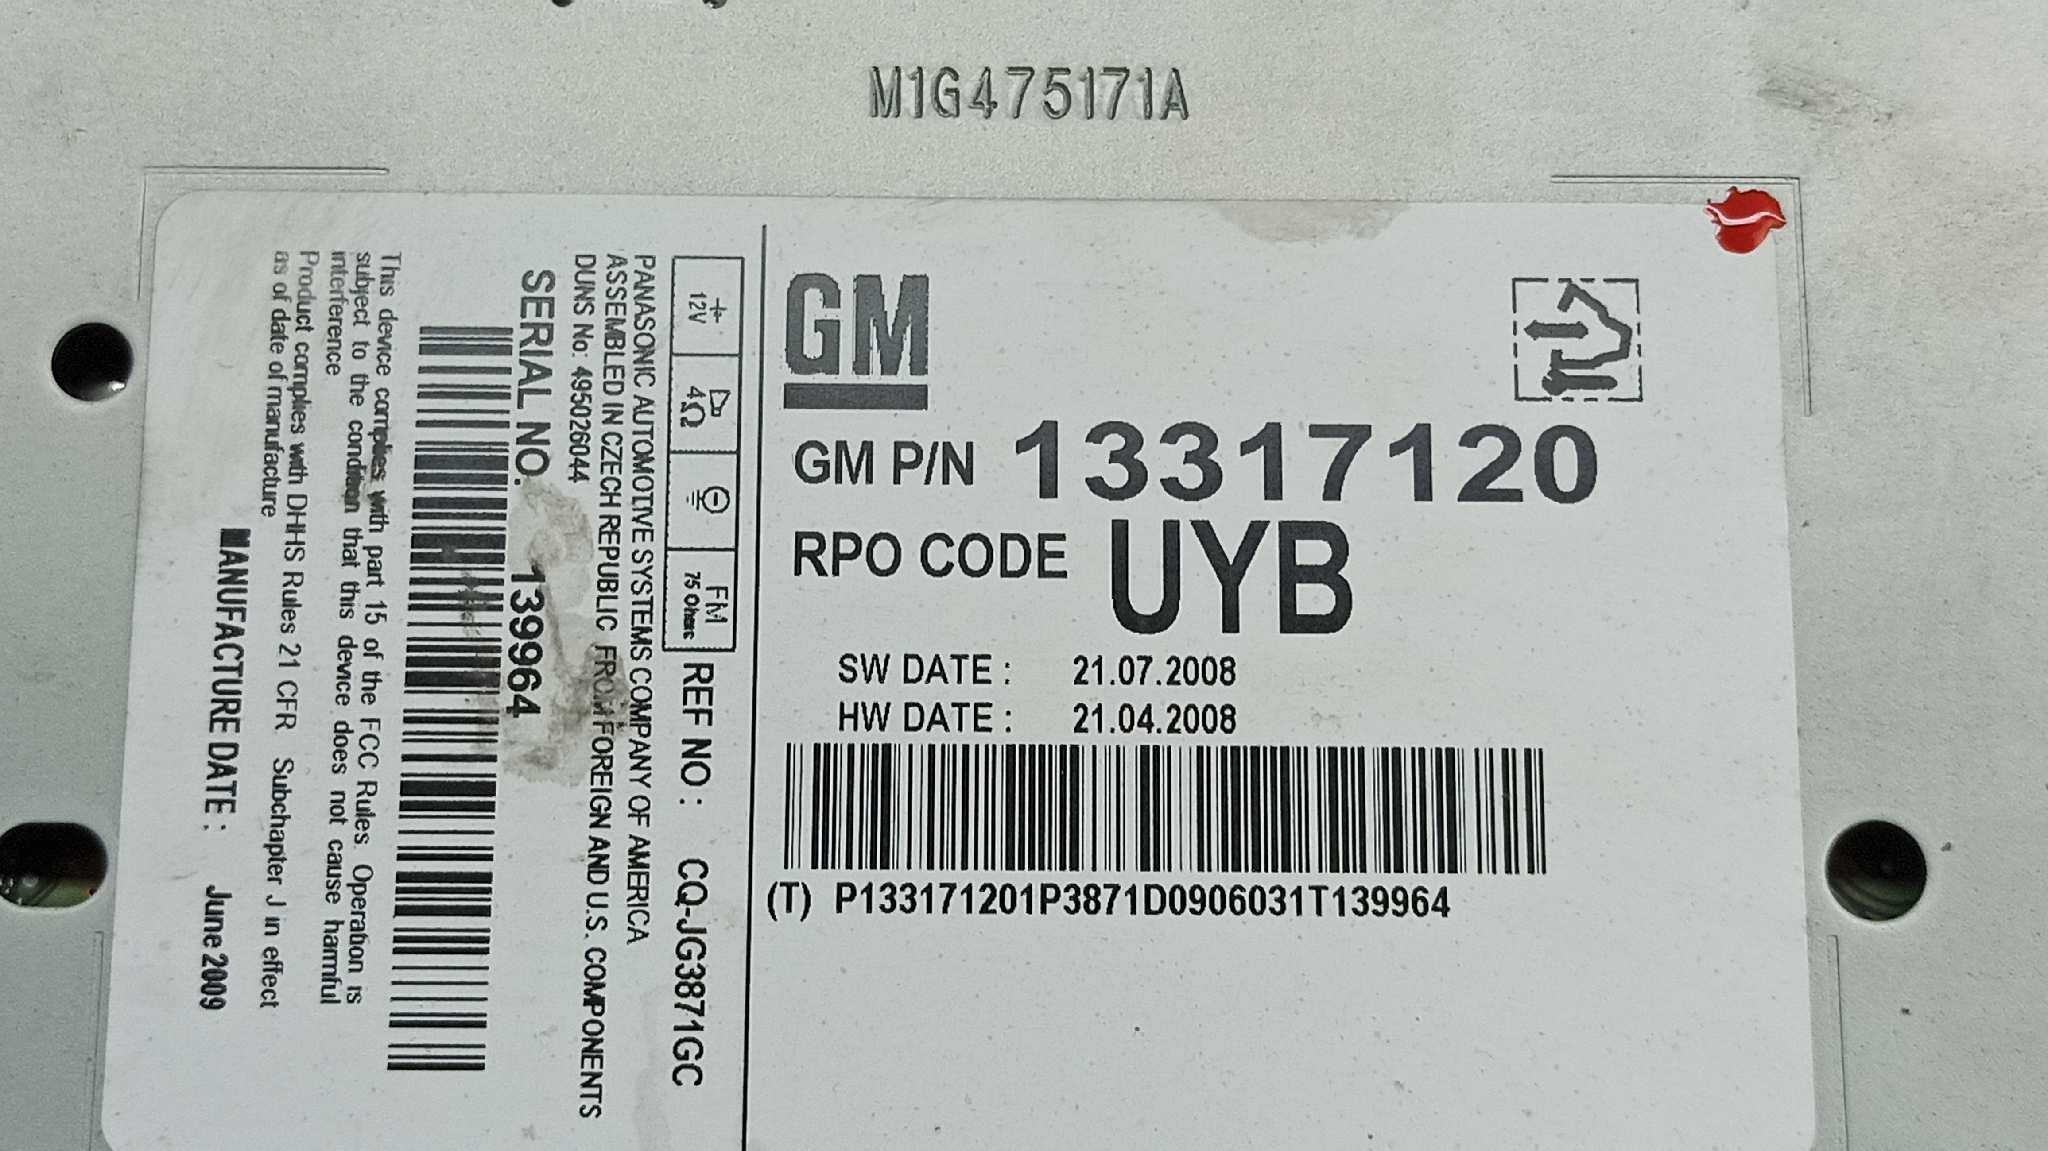 M1G475171A
GM
GM P/N 13317120
RPO CODE UYB
SW DATE : 21.07.2008
HW DATE : 21.04.2008
(T) P133171201P3871D0906031T139964
12V
4Ω
FM
75 Ohms
REF NO : CQ-JG3871GC
PANASONIC AUTOMOTIVE SYSTEMS COMPANY OF AMERICA
ASSEMBLED IN CZECH REPUBLIC FROM FOREIGN AND U.S. COMPONENTS
DUNS No: 495026044
SERIAL NO. 139964
This device complies with part 15 of the FCC Rules. Operation is
subject to the condition that this device does not cause harmful
interference
Product complies with DHHS Rules 21 CFR Subchapter J in effect
as of date of manufacture
MANUFACTURE DATE : June 2009